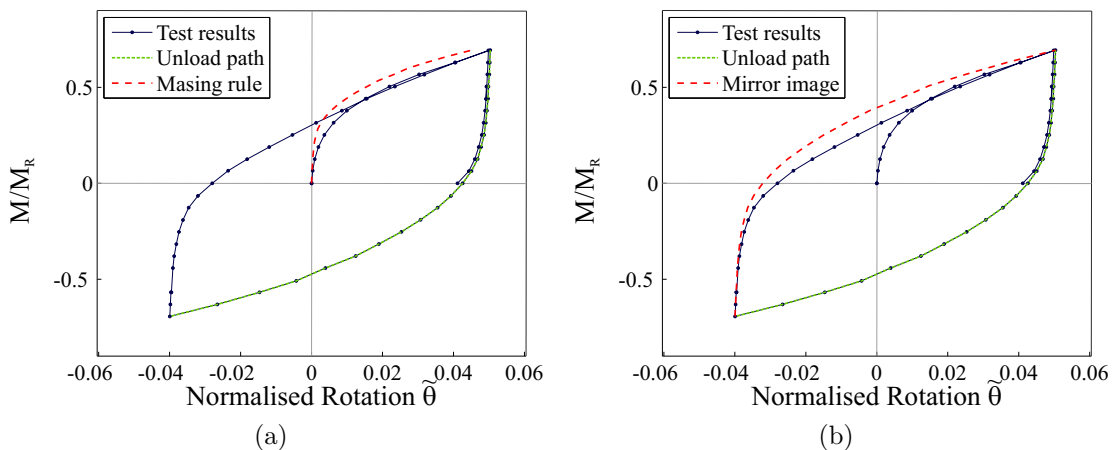 Test results
Unload path
Masing rule
0.5
0
-0.5
M/M_R
-0.06 -0.04 -0.02 0 0.02 0.04 0.06
Normalised Rotation θ̃
(a)
Test results
Unload path
Mirror image
0.5
0
-0.5
M/M_R
-0.06 -0.04 -0.02 0 0.02 0.04 0.06
Normalised Rotation θ̃
(b)